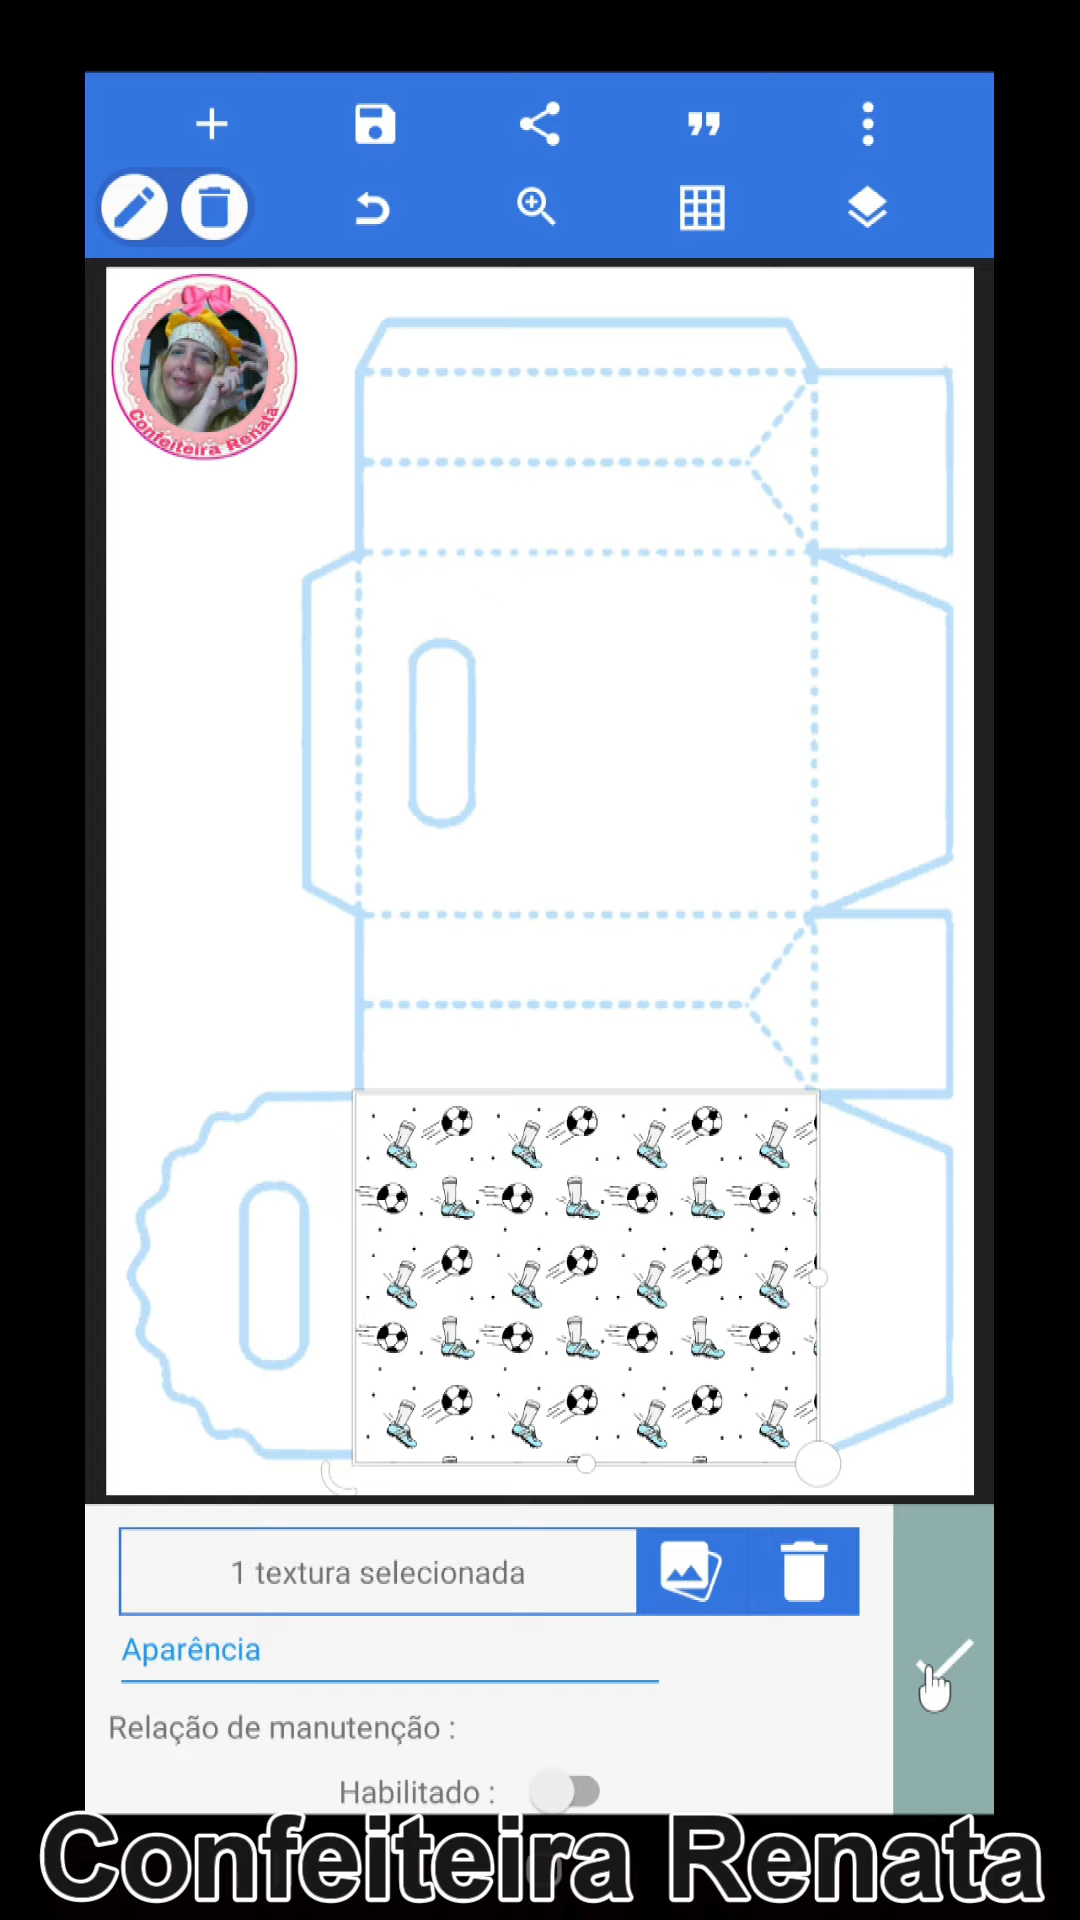 Confeiteira Renata
1 textura selecionada
Aparência
Relação de manutenção :
Habilitado :
Confeiteira Renata